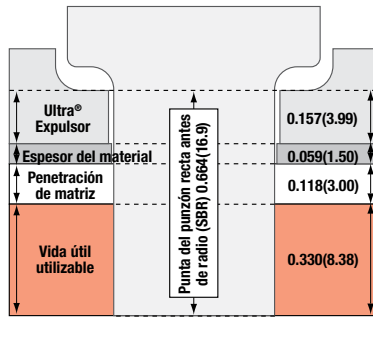 Ultra®
Expulsor
0.157(3.99)
Espesor del material
0.059(1.50)
Penetración
de matriz
0.118(3.00)
Punta del punzón recta antes
de radio (SBR) 0.664(16.9)
Vida útil
utilizable
0.330(8.38)